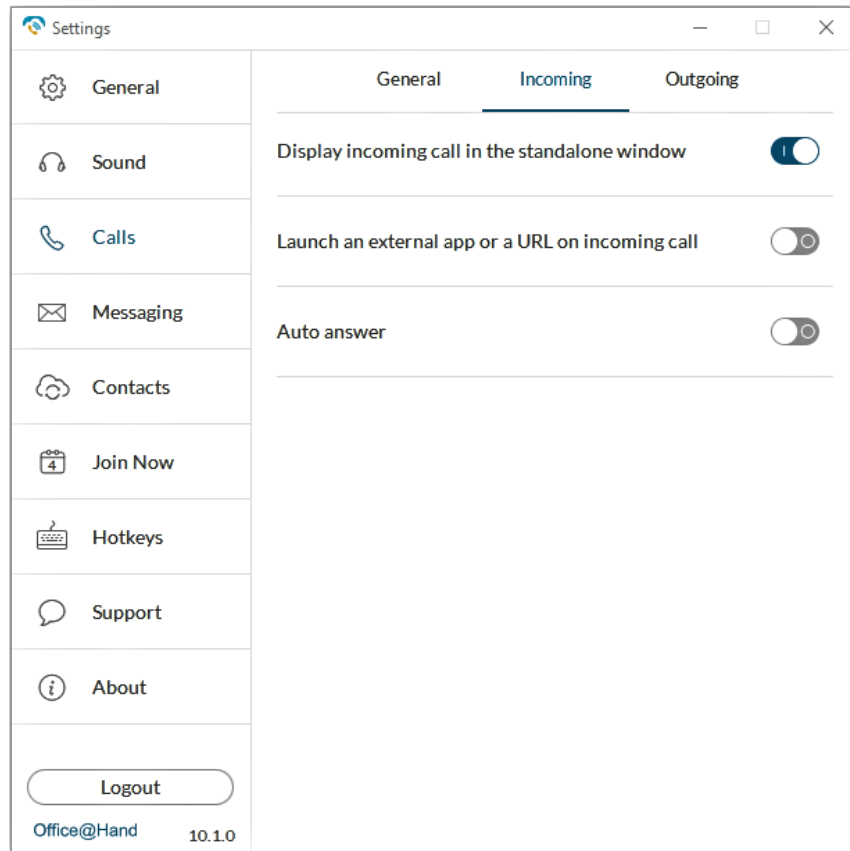 Settings
General
Sound
Calls
Messaging
Contacts
4
Join Now
Hotkeys
Support
About
Logout
Office@Hand 10.1.0
General Incoming Outgoing
Display incoming call in the standalone window
Launch an external app or a URL on incoming call
Auto answer